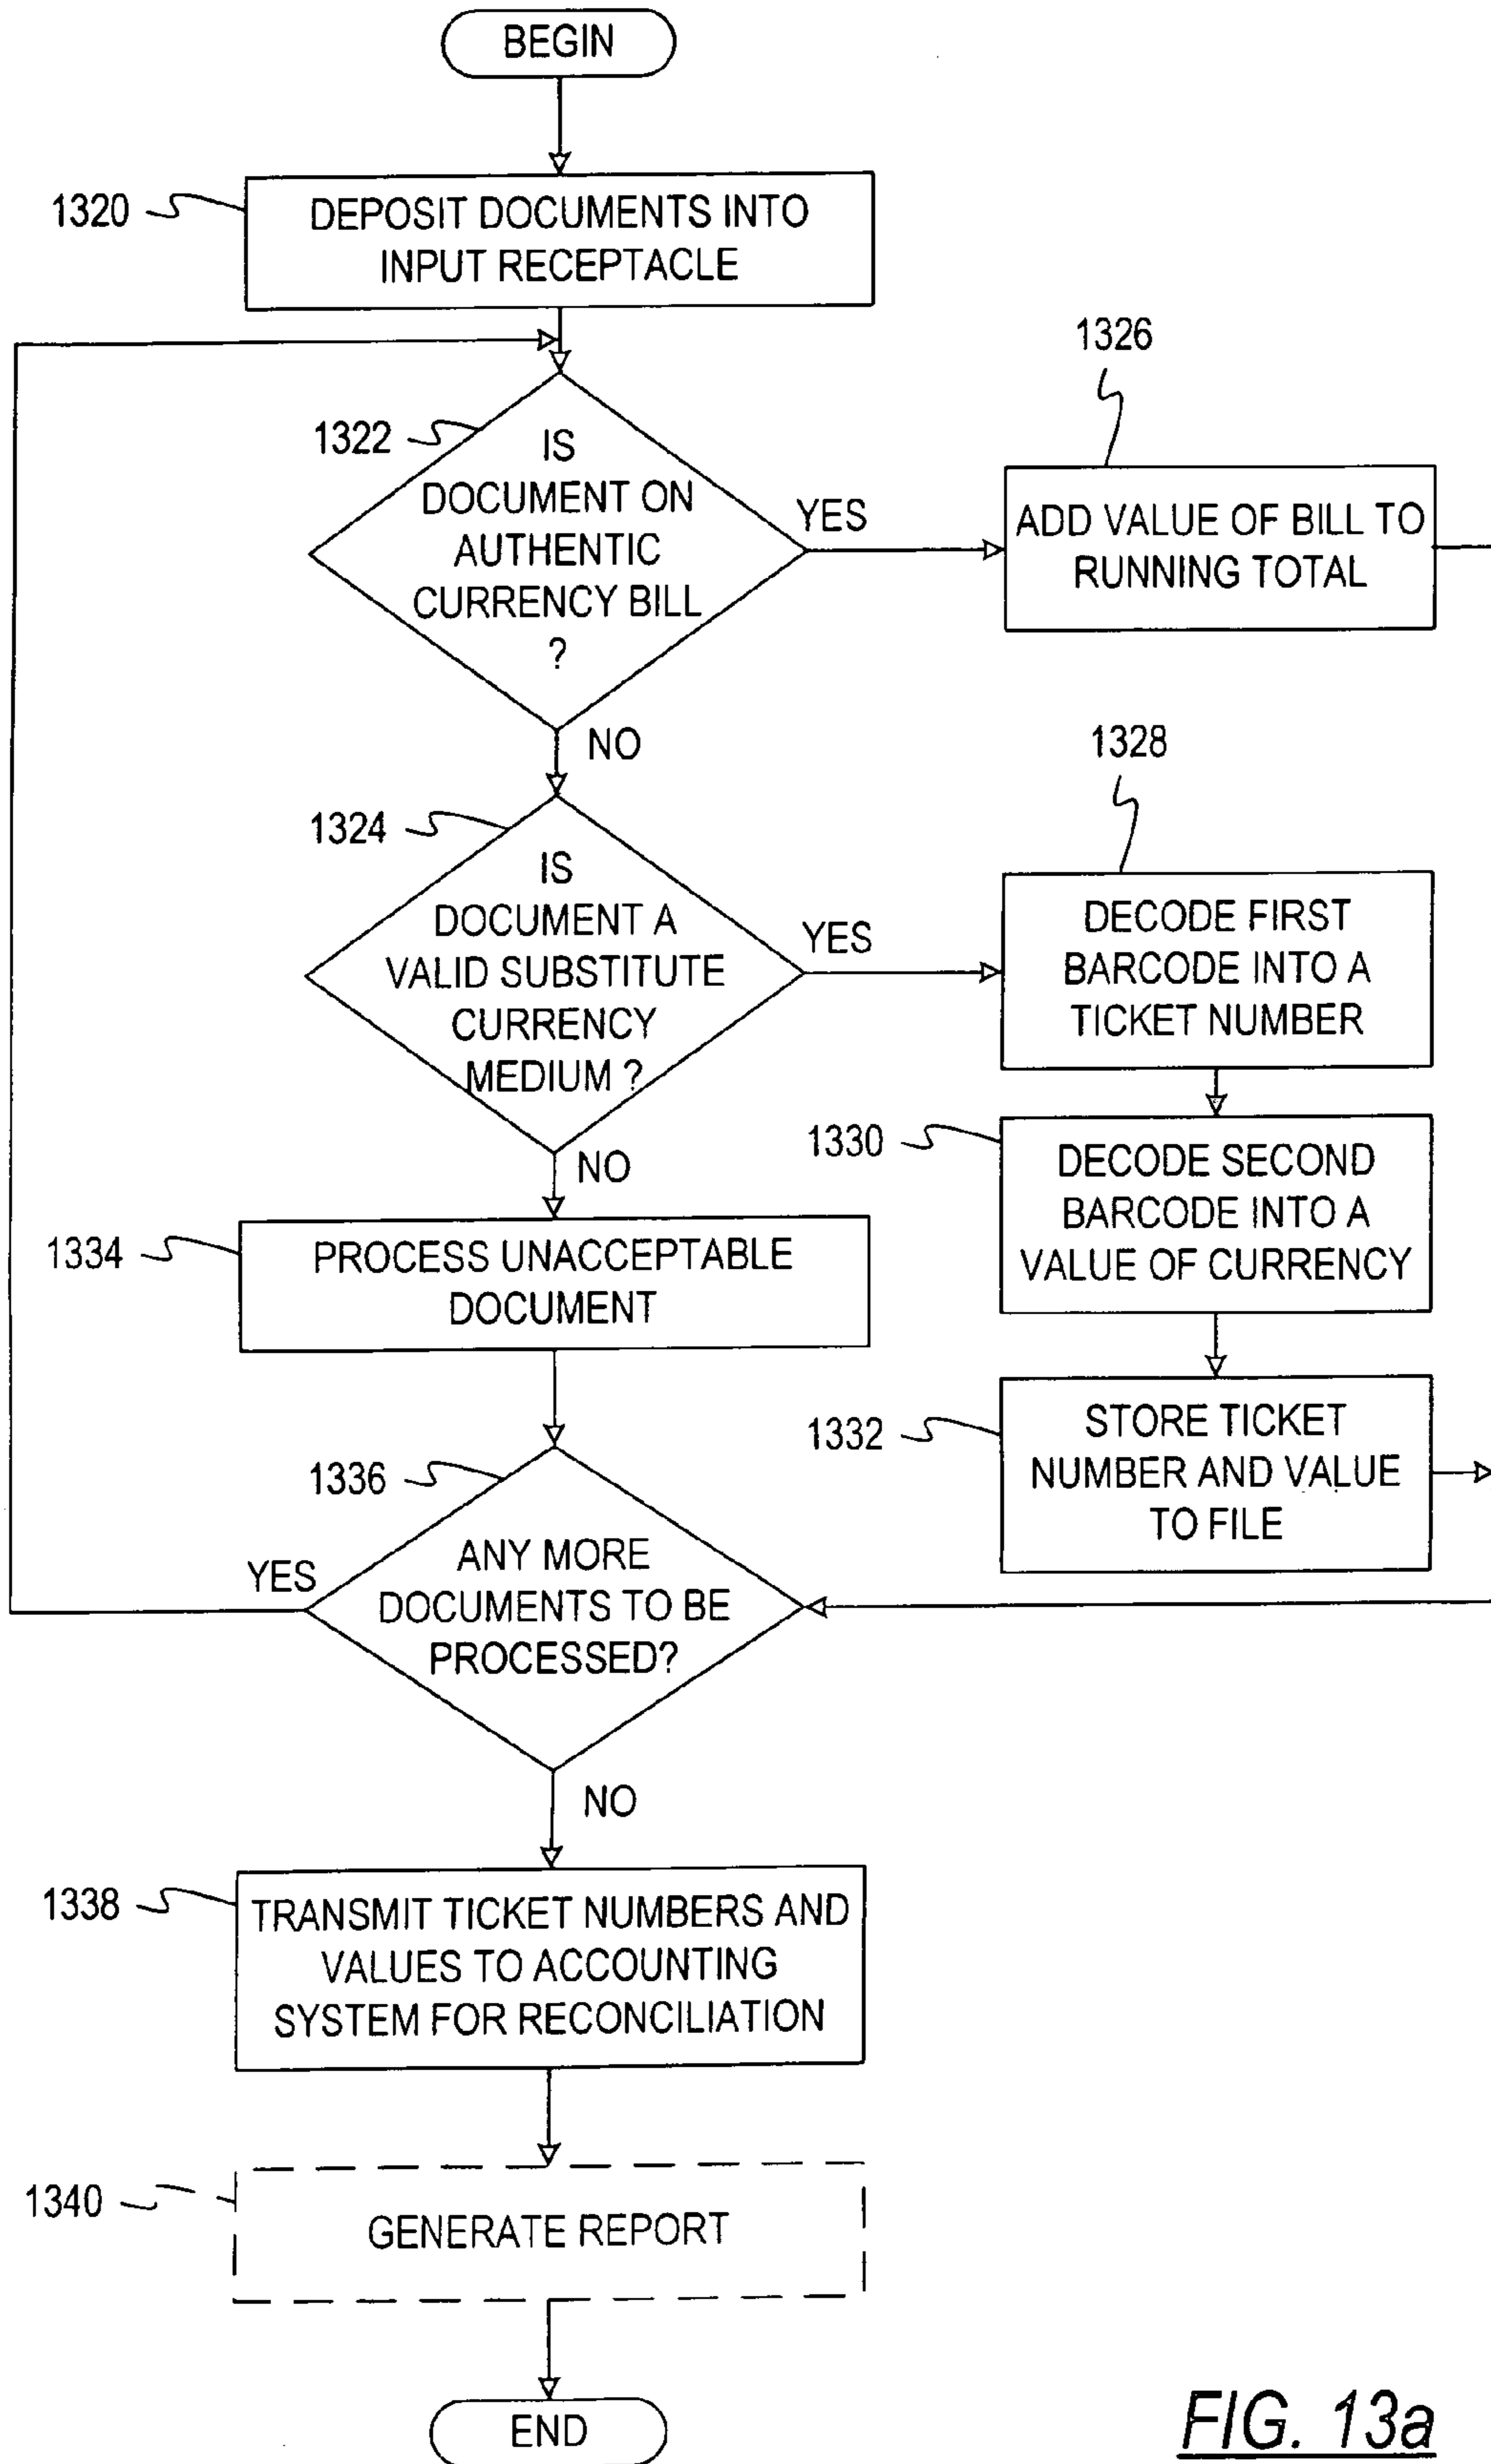 BEGIN
1320
DEPOSIT DOCUMENTS INTO
INPUT RECEPTACLE
1322
IS
DOCUMENT ON
AUTHENTIC
CURRENCY BILL
?
YES
1326
ADD VALUE OF BILL TO
RUNNING TOTAL
NO
1324
IS
DOCUMENT A
VALID SUBSTITUTE
CURRENCY
MEDIUM ?
YES
1328
DECODE FIRST
BARCODE INTO A
TICKET NUMBER
1330
DECODE SECOND
BARCODE INTO A
VALUE OF CURRENCY
1332
STORE TICKET
NUMBER AND VALUE
TO FILE
NO
1334
PROCESS UNACCEPTABLE
DOCUMENT
1336
ANY MORE
DOCUMENTS TO BE
PROCESSED?
YES
NO
1338
TRANSMIT TICKET NUMBERS AND
VALUES TO ACCOUNTING
SYSTEM FOR RECONCILIATION
1340
GENERATE REPORT
END
FIG. 13a